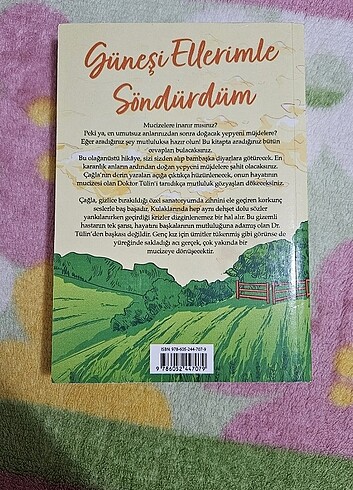 Güneşi Ellerimle
Söndürdüm
Mucizelere inanır mısınız?
Peki ya, en umutsuz anlarınızdan sonra doğacak yepyeni müjdelere?
Eğer aradığınız şey mutluluksa hazır olun! Bu kitapta aradığınız bütün
cevapları bulacaksınız.
Bu olağanüstü hikâye, sizi sizden alıp bambaşka diyarlara götürecek. En
karanlık anların ardından doğan yepyeni müjdelere şahit olacaksınız.
Çağla'nın derin yaraları açığa çıktıkça hüzünlenecek, onun hayatının
mucizesi olan Doktor Tülin'i tanıdıkça mutluluk gözyaşları dökeceksiniz.
Çağla, gizlice bırakıldığı özel sanatoryumda zihnini ele geçiren korkunç
seslerle baş başadır. Kulaklarında hep aynı dehşet dolu sözler
yankılanırken geçirdiği krizler dizginlenemez bir hal alır. Bu gizemli
hastanın tek şansı, hayatını başkalarının mutluluğuna adamış olan Dr.
Tülin'den başkası değildir. Genç kız için ümitler tükenmiş gibi görünse de
yüreğinde sakladığı acı gerçek, çok yakında bir
mucizeye dönüşecektir.
ISBN: 978-605-244-707-9
9 786052 447079